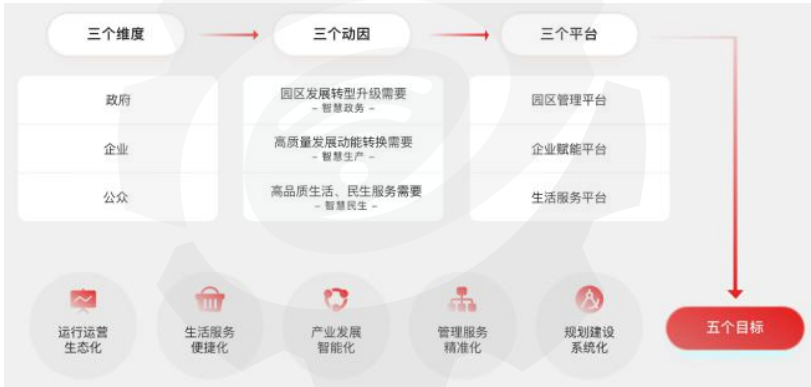 三个维度
三个动因
三个平台
政府
园区发展转型升级需要
– 智慧政务 –
园区管理平台
企业
高质量发展动能转换需要
– 智慧生产 –
企业赋能平台
公众
高品质生活、民生服务需要
– 智慧民生 –
生活服务平台
运行运营
生态化
生活服务
便捷化
产业发展
智能化
管理服务
精准化
规划建设
系统化
五个目标